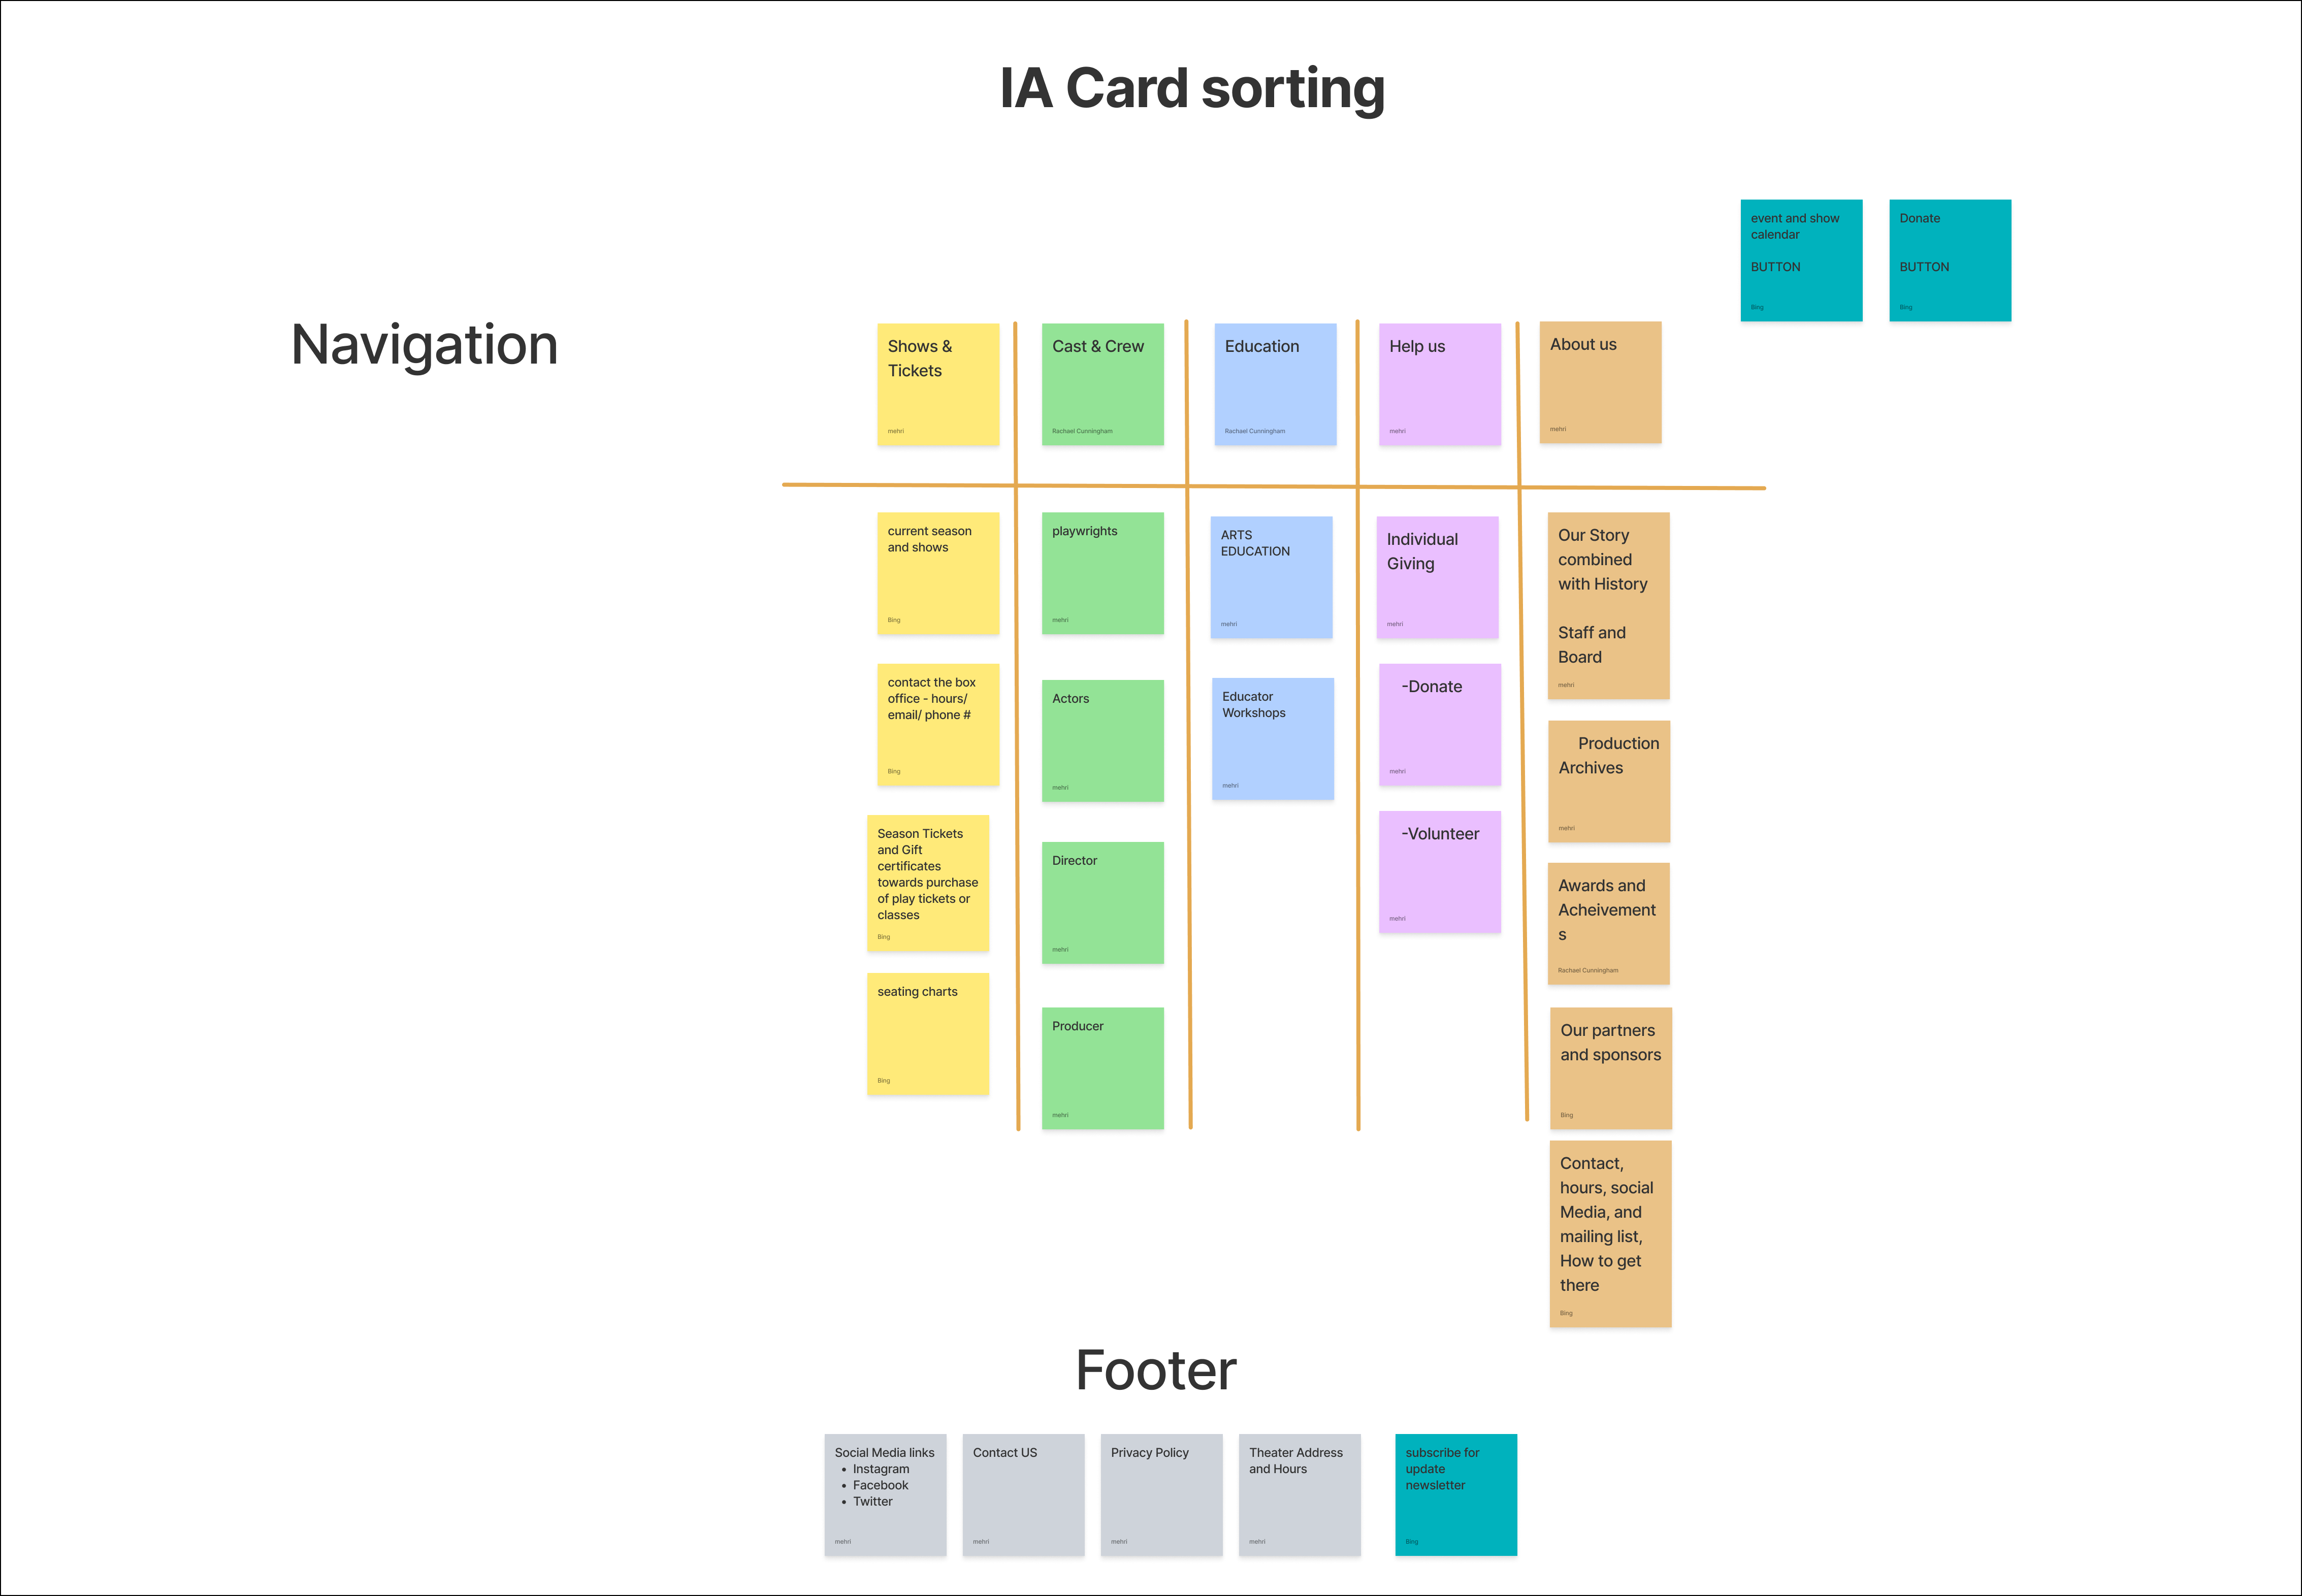 IA Card sorting
event and show
calendar
BUTTON
Bing
Donate
BUTTON
Bing
Navigation
Shows &
Tickets
mehri
Cast & Crew
Rachael Cunningham
Education
Rachael Cunningham
Help us
mehri
About us
mehri
current season
and shows
Bing
contact the box
office - hours/
email/ phone #
Bing
Season Tickets
and Gift
certificates
towards purchase
of play tickets or
classes
Bing
seating charts
Bing
playwrights
mehri
Actors
mehri
Director
mehri
Producer
mehri
ARTS
EDUCATION
mehri
Educator
Workshops
mehri
Individual
Giving
mehri
-Donate
mehri
-Volunteer
mehri
Our Story
combined
with History
Staff and
Board
mehri
Production
Archives
mehri
Awards and
Acheivement
s
Rachael Cunningham
Our partners
and sponsors
Bing
Contact,
hours, social
Media, and
mailing list,
How to get
there
Bing
Footer
Social Media links
• Instagram
• Facebook
• Twitter
mehri
Contact US
mehri
Privacy Policy
mehri
Theater Address
and Hours
mehri
subscribe for
update
newsletter
Bing